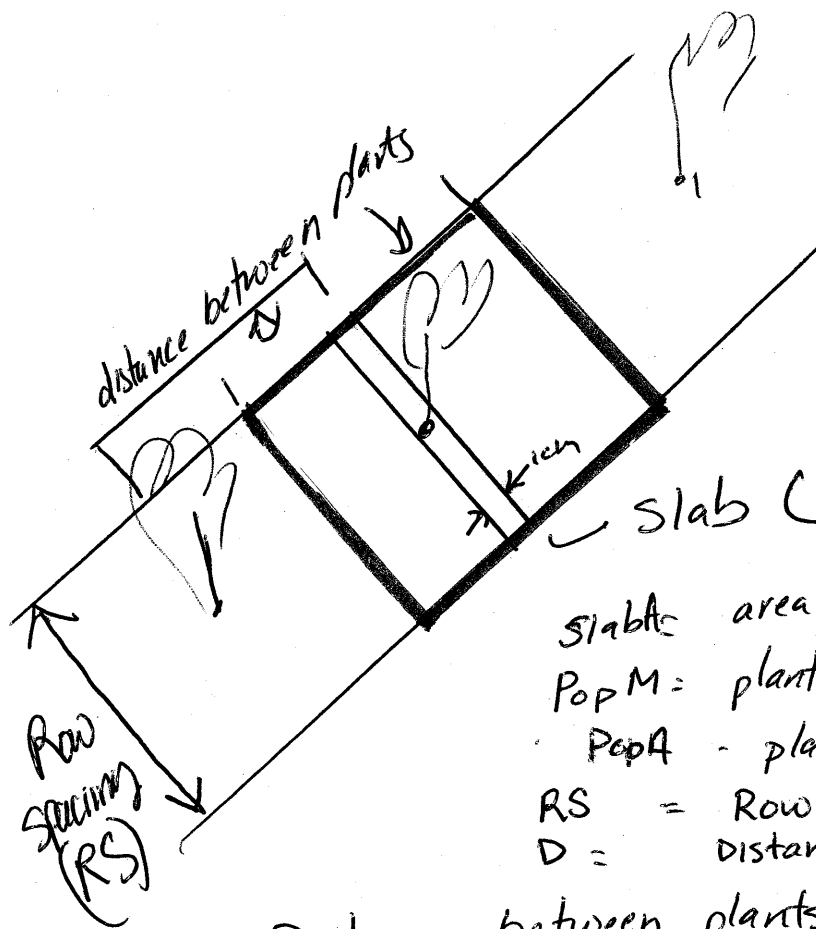 distance between plants
D
1
1cm
slab (
SlabA= area
PopM= plant
PopA - pla
RS = Row
D = Distan
Row
spacing
(RS)
between plants